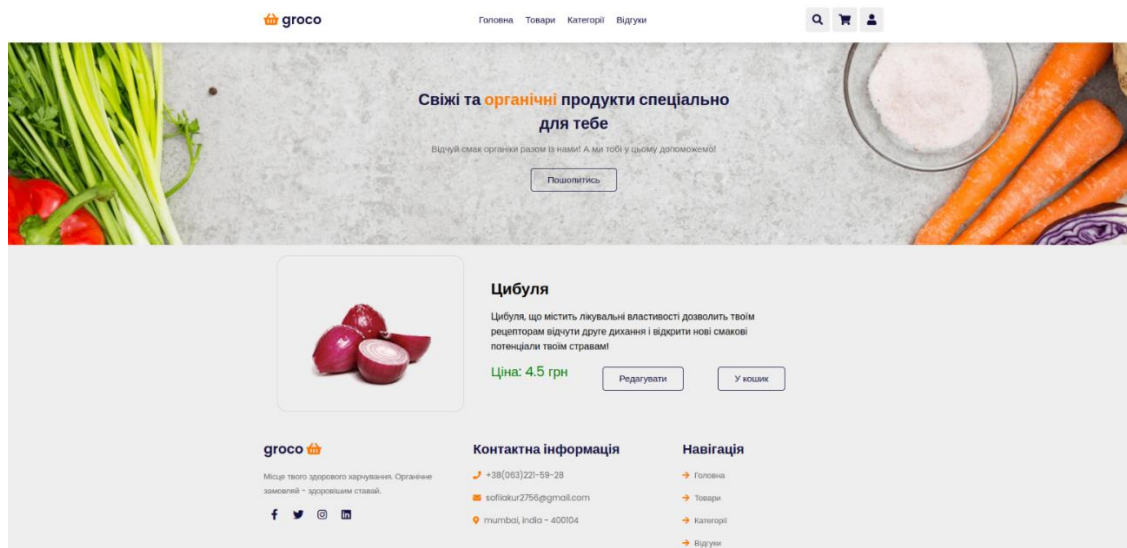 groco
Головна Товари Категорії Відгуки
Свіжі та органічні продукти спеціально
для тебе
Відчуй смак органіки разом із нами! А ми тобі у цьому допоможемо!
Пошопитись
Цибуля
Цибуля, що містить лікувальні властивості дозволить твоїм
рецепторам відчути друге дихання і відкрити нові смакові
потенціали твоїм стравам!
Ціна: 4.5 грн
Редагувати
У кошик
groco
Місце твого здорового харчування. Органічне
замовляй - здоровішим ставай.
Контактна інформація
+38(063)221-59-28
sofiiakur2756@gmail.com
mumbai, india - 400104
Навігація
Головна
Товари
Категорії
Відгуки